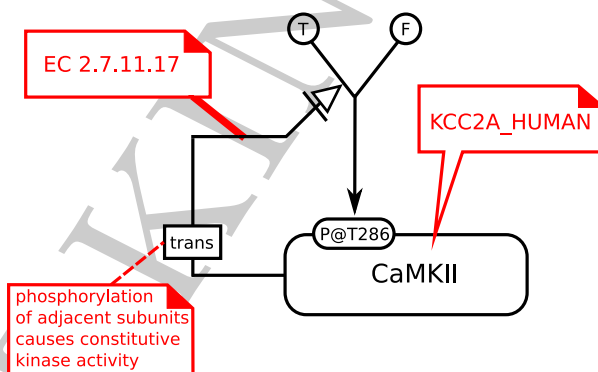 T
F
EC 2.7.11.17
KCC2A_HUMAN
trans
P@T286
CaMKII
phosphorylation
of adjacent subunits
causes constitutive
kinase activity